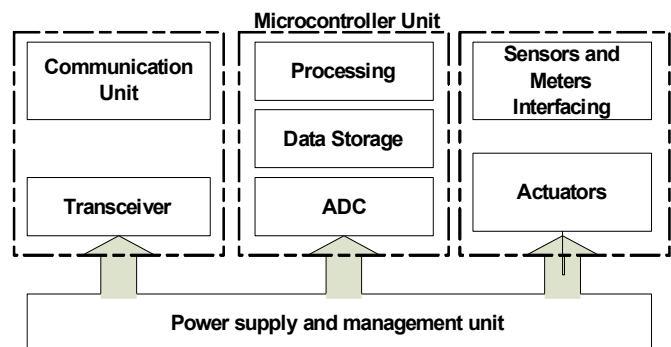 Microcontroller Unit
Communication
Unit
Transceiver
Processing
Data Storage
ADC
Sensors and
Meters
Interfacing
Actuators
Power supply and management unit